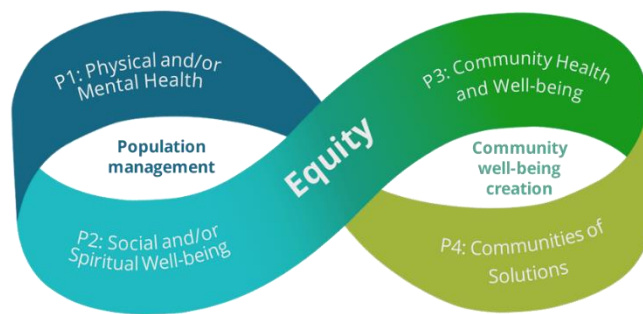 P1: Physical and/or
Mental Health
Population
management
P2: Social and/or
Spiritual Well-being
Equity
P3: Community Health
and Well-being
Community
well-being
creation
P4: Communities of
Solutions